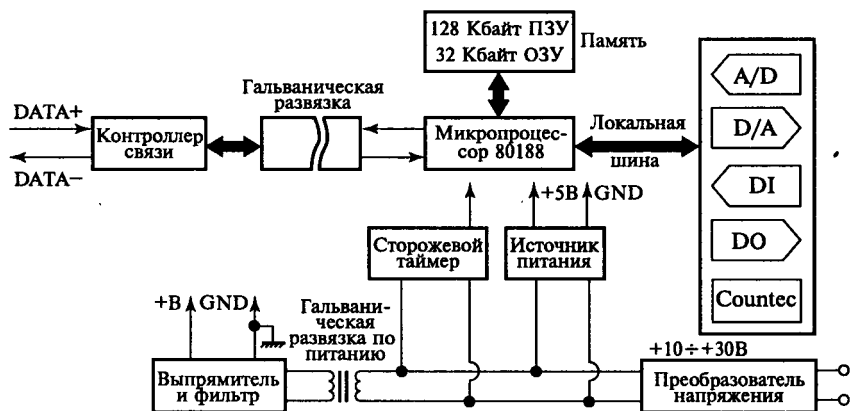 128 Кбайт ПЗУ
32 Кбайт ОЗУ
Память
Гальваническая
развязка
DATA+
DATA−
Контроллер
связи
Микропроцес-
сор 80188
Локальная
шина
A/D
D/A
DI
DO
Countec
+5В
GND
Сторожевой
таймер
Источник
питания
+В
GND
Гальвани-
ческая
развязка по
питанию
Выпрямитель
и фильтр
+10÷+30В
Преобразователь
напряжения